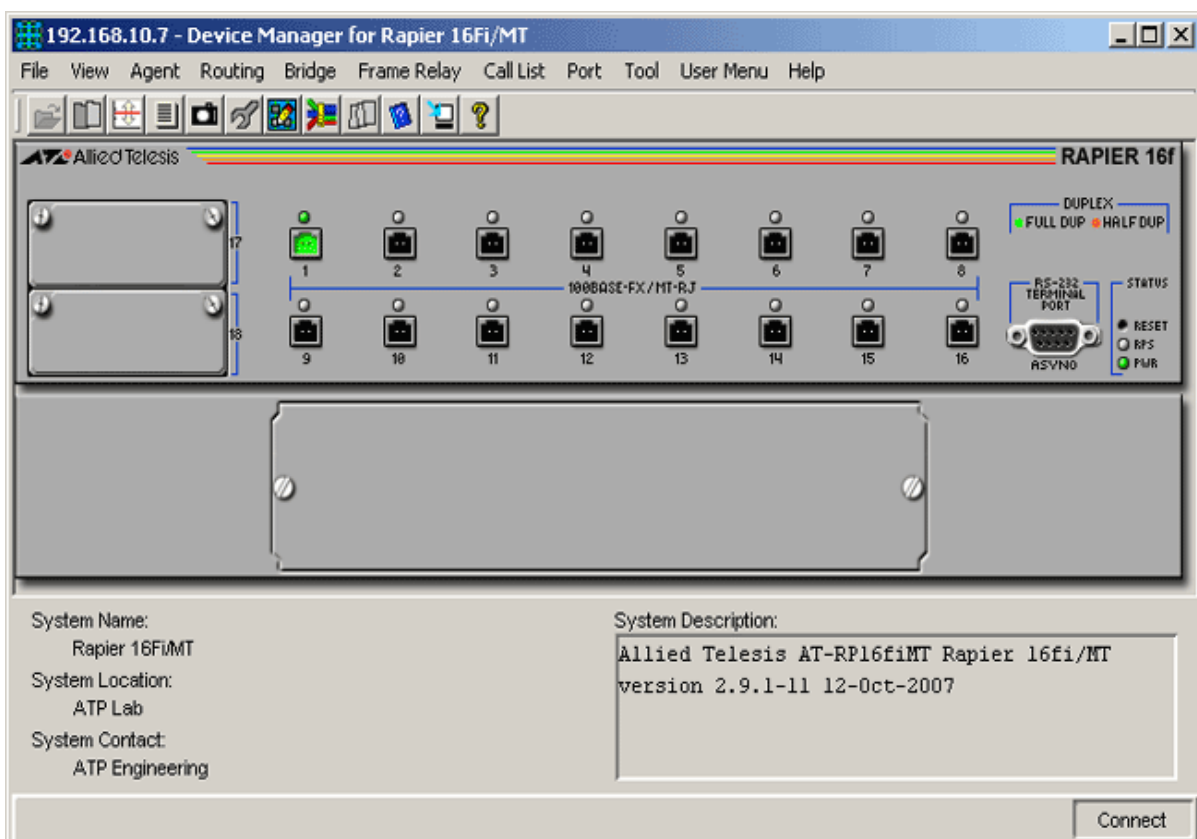 192.168.10.7 - Device Manager for Rapier 16Fi/MT
File View Agent Routing Bridge Frame Relay Call List Port Tool User Menu Help
Allied Telesis
RAPIER 16f
DUPLEX
FULL DUP HALF DUP
17
1 2 3 4 5 6 7 8
100BASE-FX/MT-RJ
RS-232
TERMINAL
PORT
STATUS
18
9 10 11 12 13 14 15 16
ASYN0
RESET
RPS
PWR
System Name:
Rapier 16Fi/MT
System Location:
ATP Lab
System Contact:
ATP Engineering
System Description:
Allied Telesis AT-RP16fiMT Rapier 16fi/MT
version 2.9.1-11 12-Oct-2007
Connect